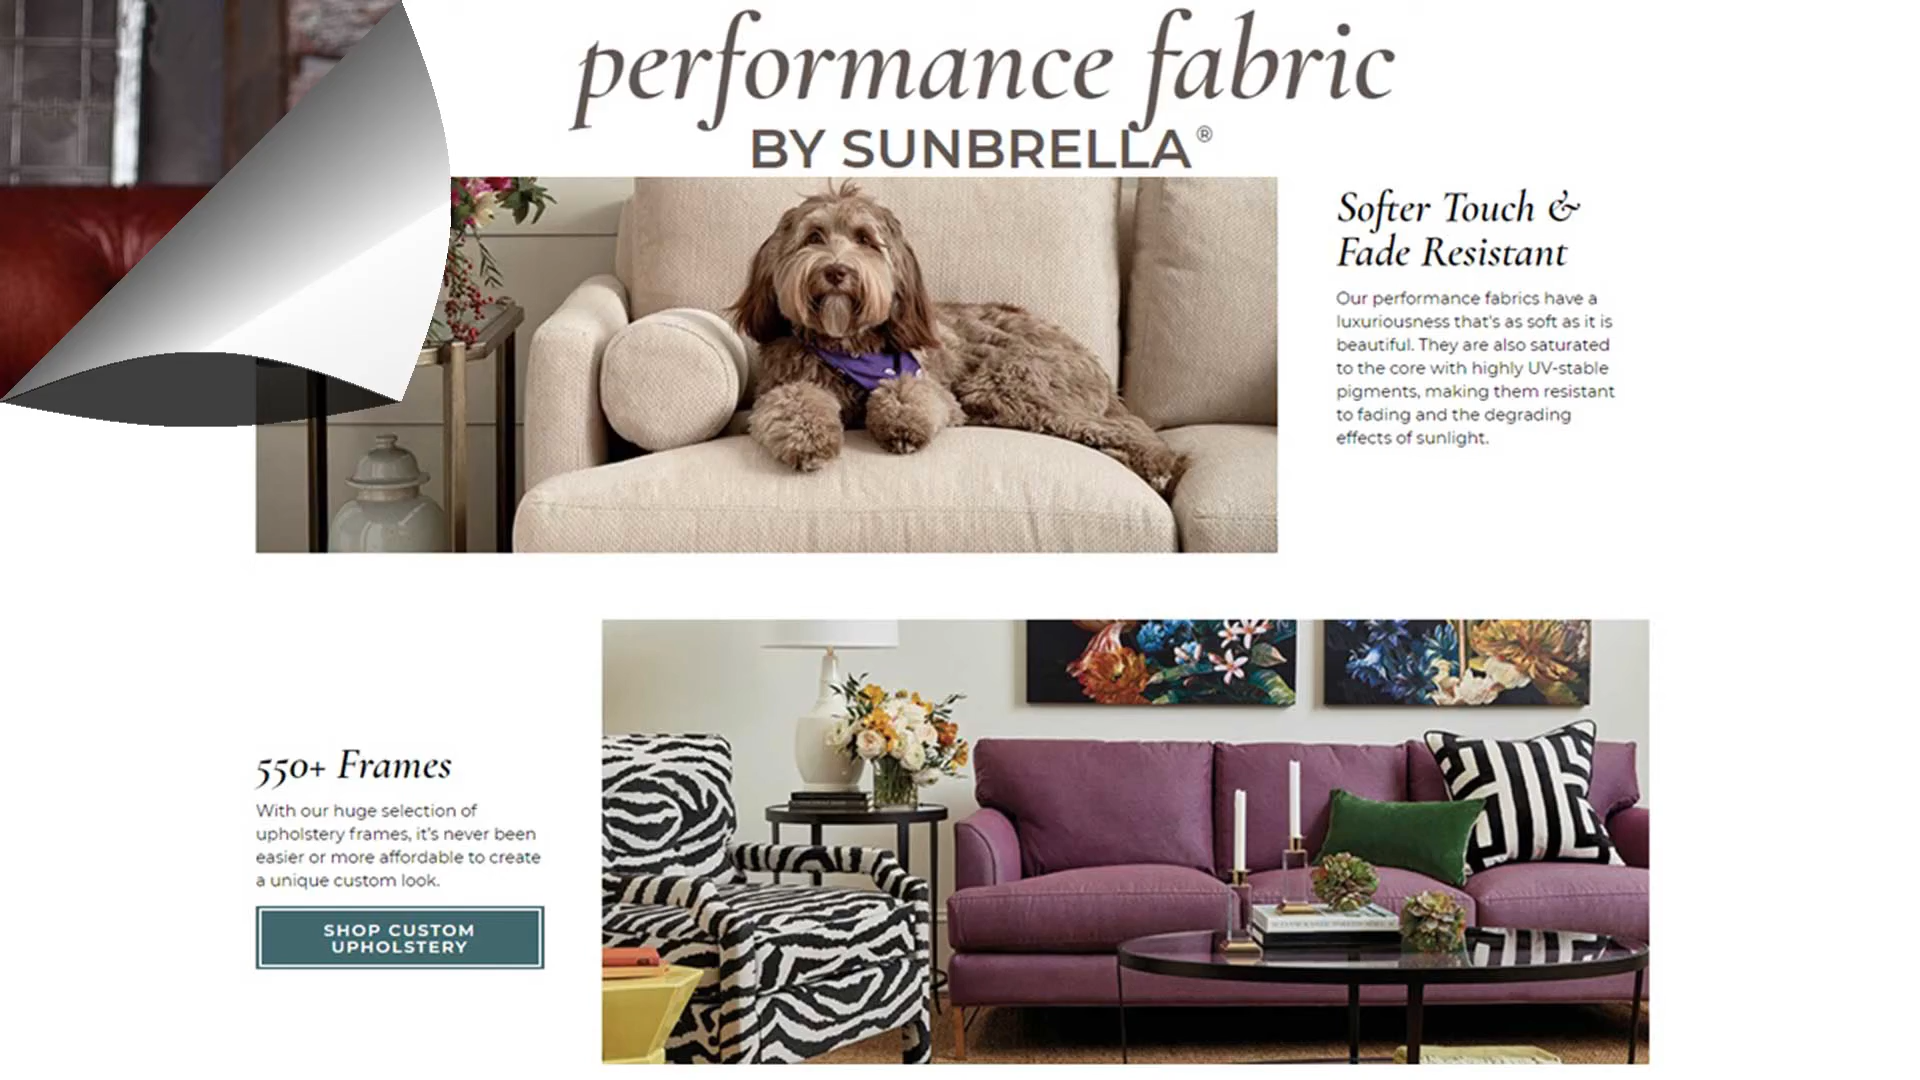 performance fabric
BY SUNBRELLA®
Softer Touch &
Fade Resistant
Our performance fabrics have a
luxuriousness that's as soft as it is
beautiful. They are also saturated
to the core with highly UV-stable
pigments, making them resistant
to fading and the degrading
effects of sunlight.
550+ Frames
With our huge selection of
upholstery frames, it's never been
easier or more affordable to create
a unique custom look.
SHOP CUSTOM
UPHOLSTERY